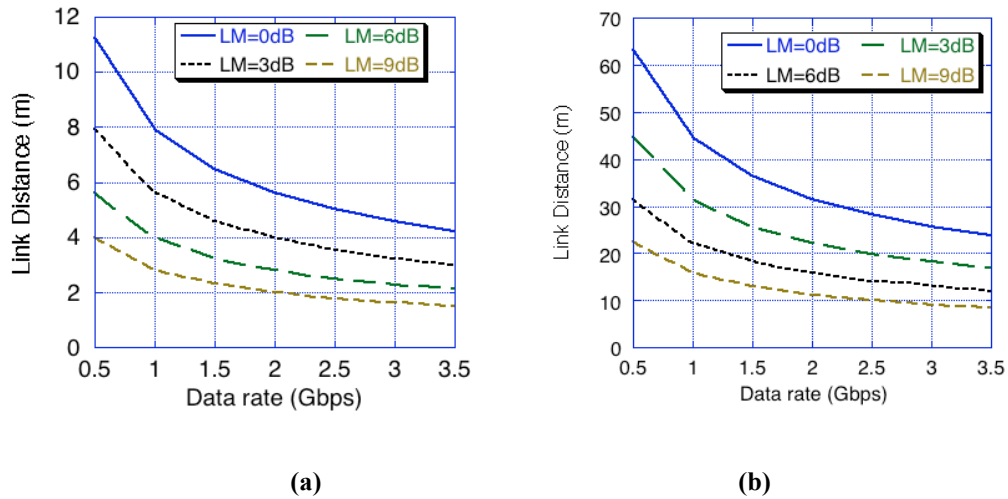 12
10
8
6
4
2
0
LM=0dB LM=6dB
LM=3dB LM=9dB
Link Distance (m)
0.5 1 1.5 2 2.5 3 3.5
Data rate (Gbps)
(a)
70
60
50
40
30
20
10
0
LM=0dB LM=3dB
LM=6dB LM=9dB
Link Distance (m)
0.5 1 1.5 2 2.5 3 3.5
Data rate (Gbps)
(b)